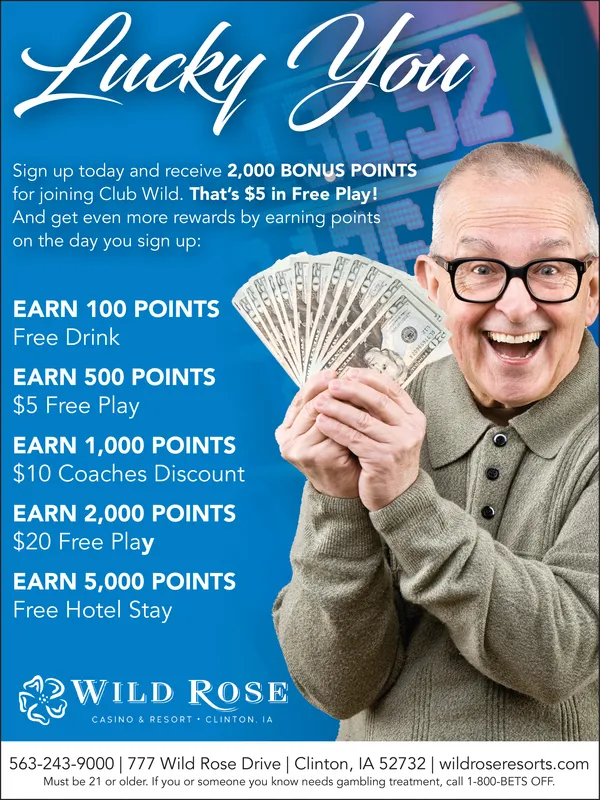 Lucky You
Sign up today and receive 2,000 BONUS POINTS
for joining Club Wild. That's $5 in Free Play!
And get even more rewards by earning points
on the day you sign up:
EARN 100 POINTS
Free Drink
EARN 500 POINTS
$5 Free Play
EARN 1,000 POINTS
$10 Coaches Discount
EARN 2,000 POINTS
$20 Free Play
EARN 5,000 POINTS
Free Hotel Stay
WILD ROSE
CASINO & RESORT • CLINTON, IA
563-243-9000 | 777 Wild Rose Drive | Clinton, IA 52732 | wildroseresorts.com
Must be 21 or older. If you or someone you know needs gambling treatment, call 1-800-BETS OFF.